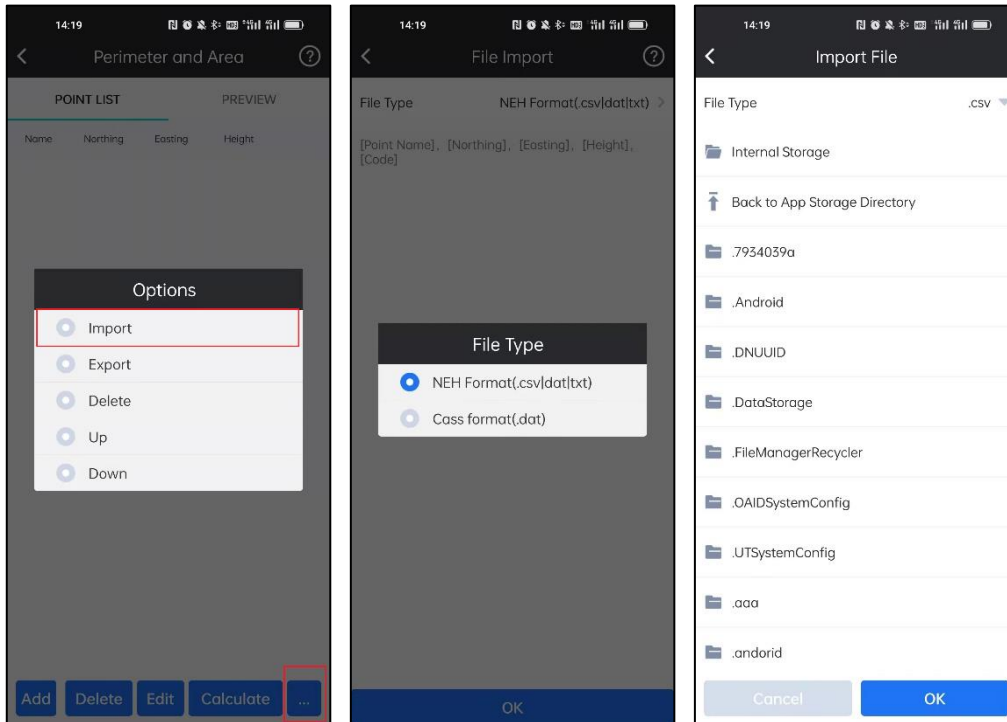 14:19
Perimeter and Area
POINT LIST PREVIEW
Name Northing Easting Height
Options
Import
Export
Delete
Up
Down
Add Delete Edit Calculate ...
14:19
File Import
File Type NEH Format(.csv|dat|txt)
[Point Name], [Northing], [Easting], [Height],
[Code]
File Type
NEH Format(.csv|dat|txt)
Cass format(.dat)
OK
14:19
Import File
File Type .csv
Internal Storage
Back to App Storage Directory
.7934039a
.Android
.DNUUID
.DataStorage
.FileManagerRecycler
.OAIDSystemConfig
.UTSystemConfig
.aaa
.andorid
Cancel OK